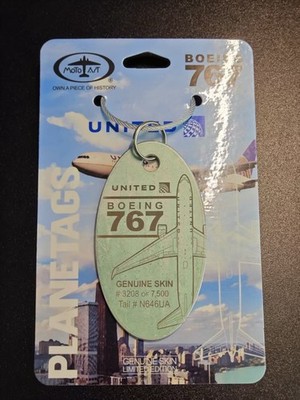 MotoArt
OWN A PIECE OF HISTORY
BOEING
767
UNITED
UNITED
BOEING
767
GENUINE SKIN
# 3208 OF 7,500
Tail # N646UA
PLANETAGS
GENUINE SKIN
LIMITED EDITION